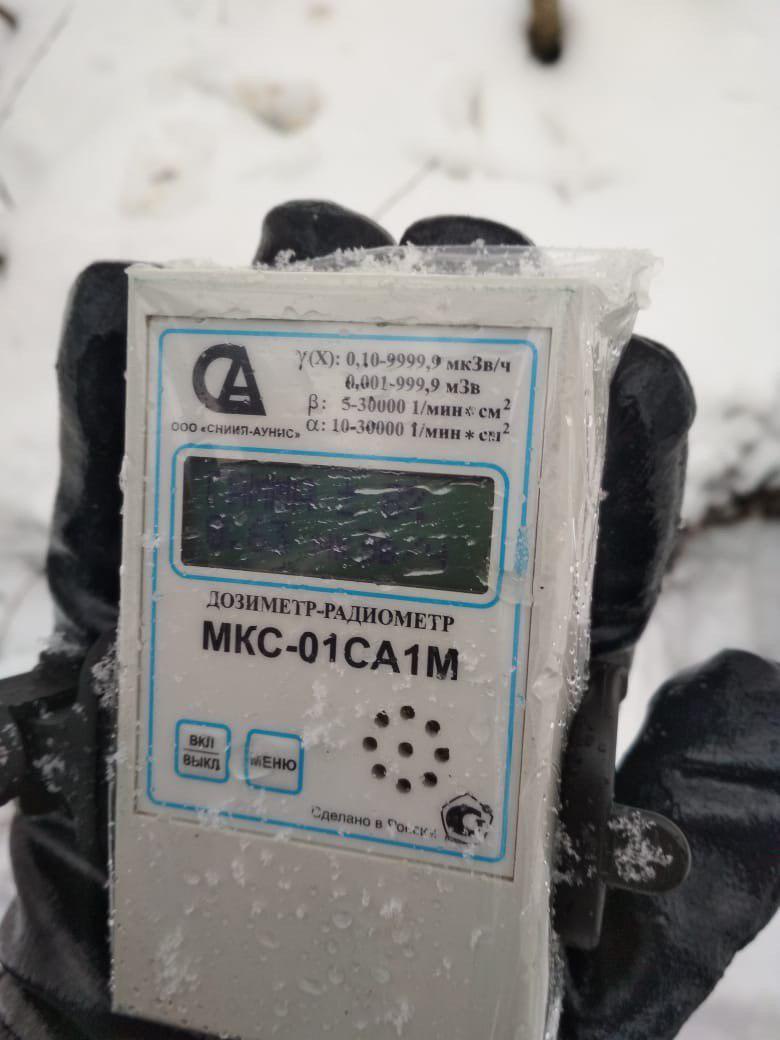 γ(X): 0,10-9999,9 мкЗв/ч
0,001-999,9 мЗв
β: 5-30000 1/мин*см²
α: 10-30000 1/мин*см²
СА
ООО «СНИИП-АУНИС»
ДОЗИМЕТР-РАДИОМЕТР
МКС-01СА1М
ВКЛ
ВЫКЛ
МЕНЮ
Сделано в России